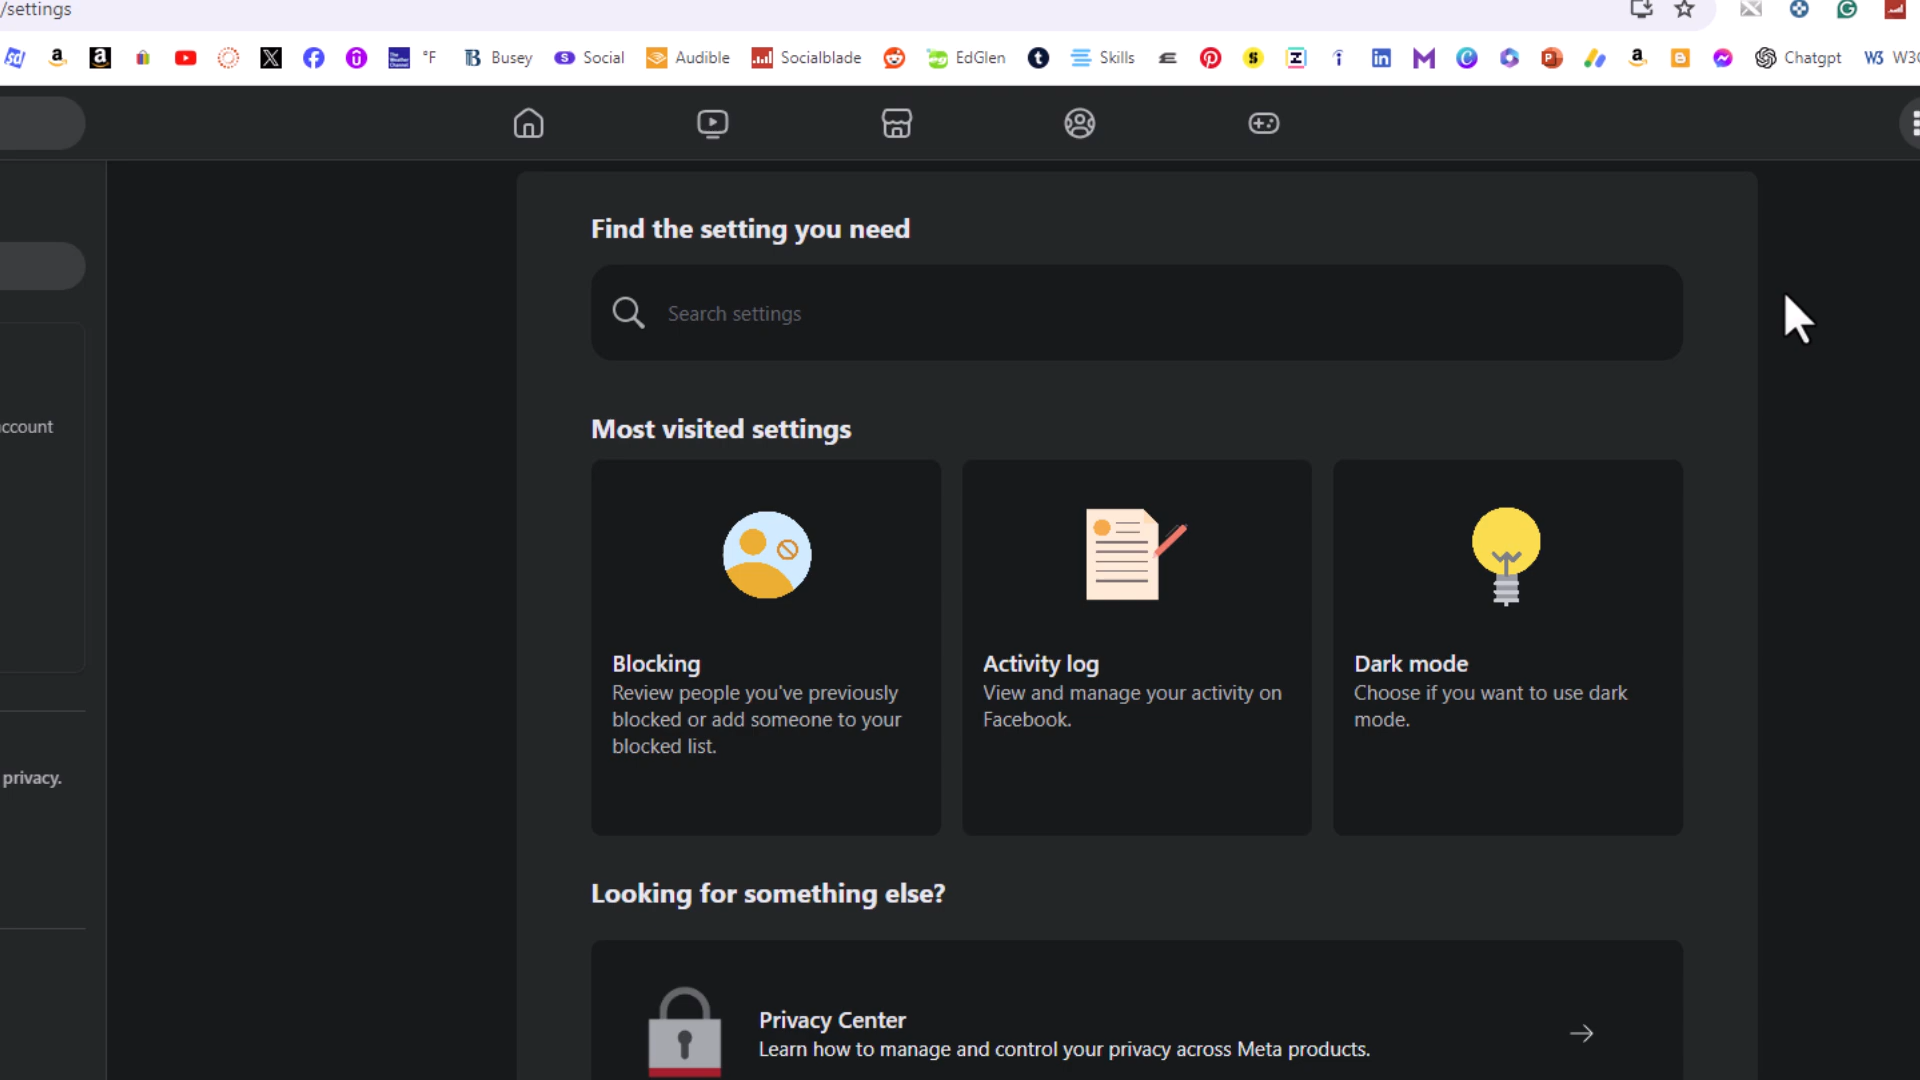 /settings
°F Busey Social Audible Socialblade EdGlen Skills Chatgpt
Find the setting you need
Search settings
Most visited settings
ccount
Blocking
Review people you've previously
blocked or add someone to your
blocked list.
Activity log
View and manage your activity on
Facebook.
Dark mode
Choose if you want to use dark
mode.
privacy.
Looking for something else?
Privacy Center
Learn how to manage and control your privacy across Meta products.